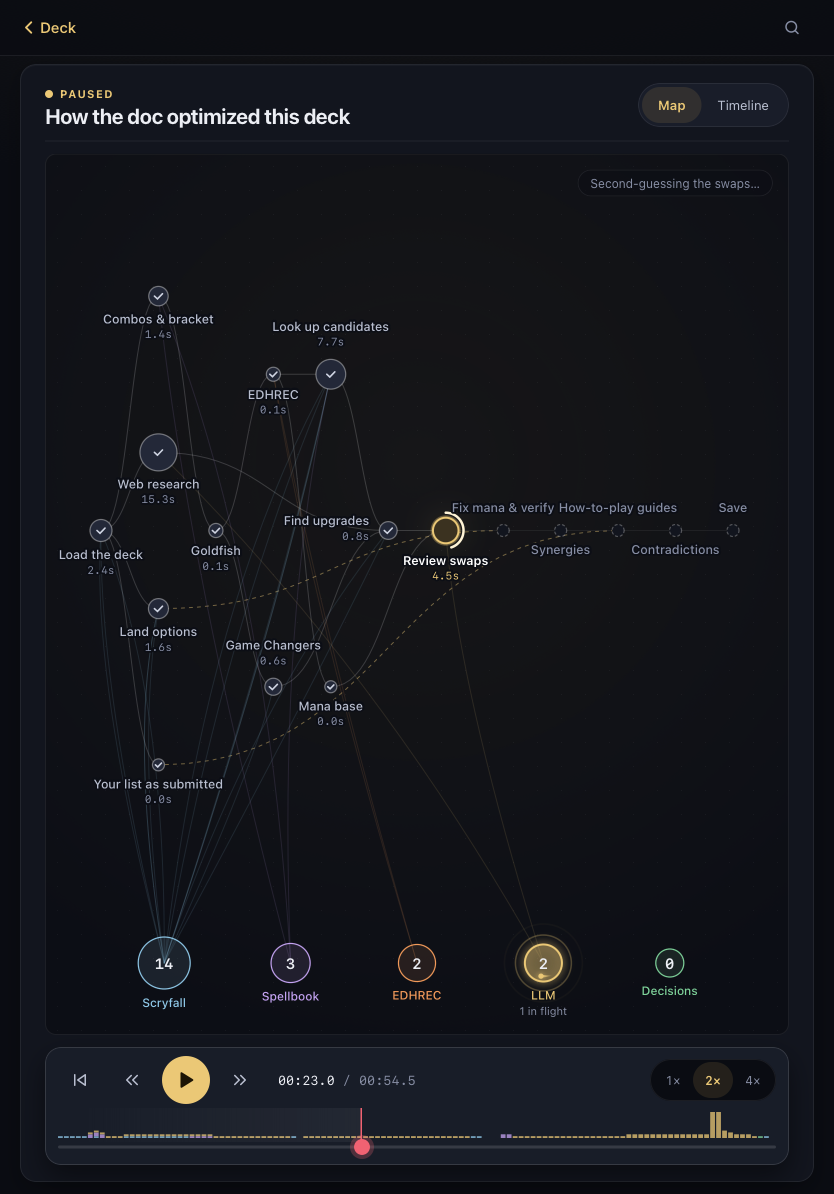 Deck
PAUSED
How the doc optimized this deck
Map
Timeline
Second-guessing the swaps...
Combos & bracket
1.4s
Look up candidates
7.7s
EDHREC
0.1s
Web research
15.3s
Fix mana & verify
How-to-play guides
Save
Find upgrades
0.8s
Load the deck
2.4s
Goldfish
0.1s
Review swaps
4.5s
Synergies
Contradictions
Land options
1.6s
Game Changers
0.6s
Mana base
0.0s
Your list as submitted
0.0s
14
3
2
2
0
Scryfall
Spellbook
EDHREC
LLM
Decisions
1 in flight
00:23.0 / 00:54.5
1×
2×
4×